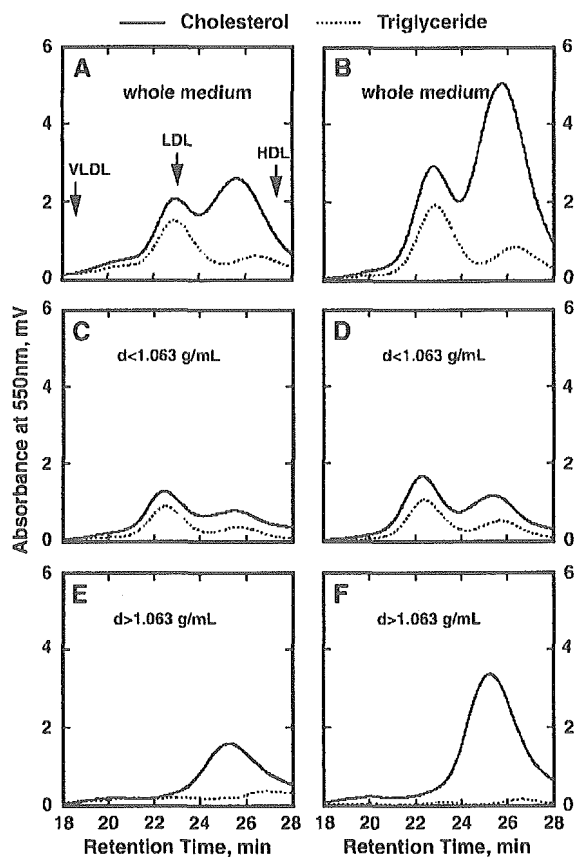 Cholesterol Triglyceride
6 A 6 B 6
whole medium whole medium
VLDL LDL HDL
4 4
2 2
0 0
6 C 6 D 6
d<1.063 g/mL d<1.063 g/mL
4 4
2 2
0 0
6 E 6 F 6
d>1.063 g/mL d>1.063 g/mL
4 4
2 2
0 0
18 20 22 24 26 28 18 20 22 24 26 28
Retention Time, min Retention Time, min
Absorbance at 550nm, mV